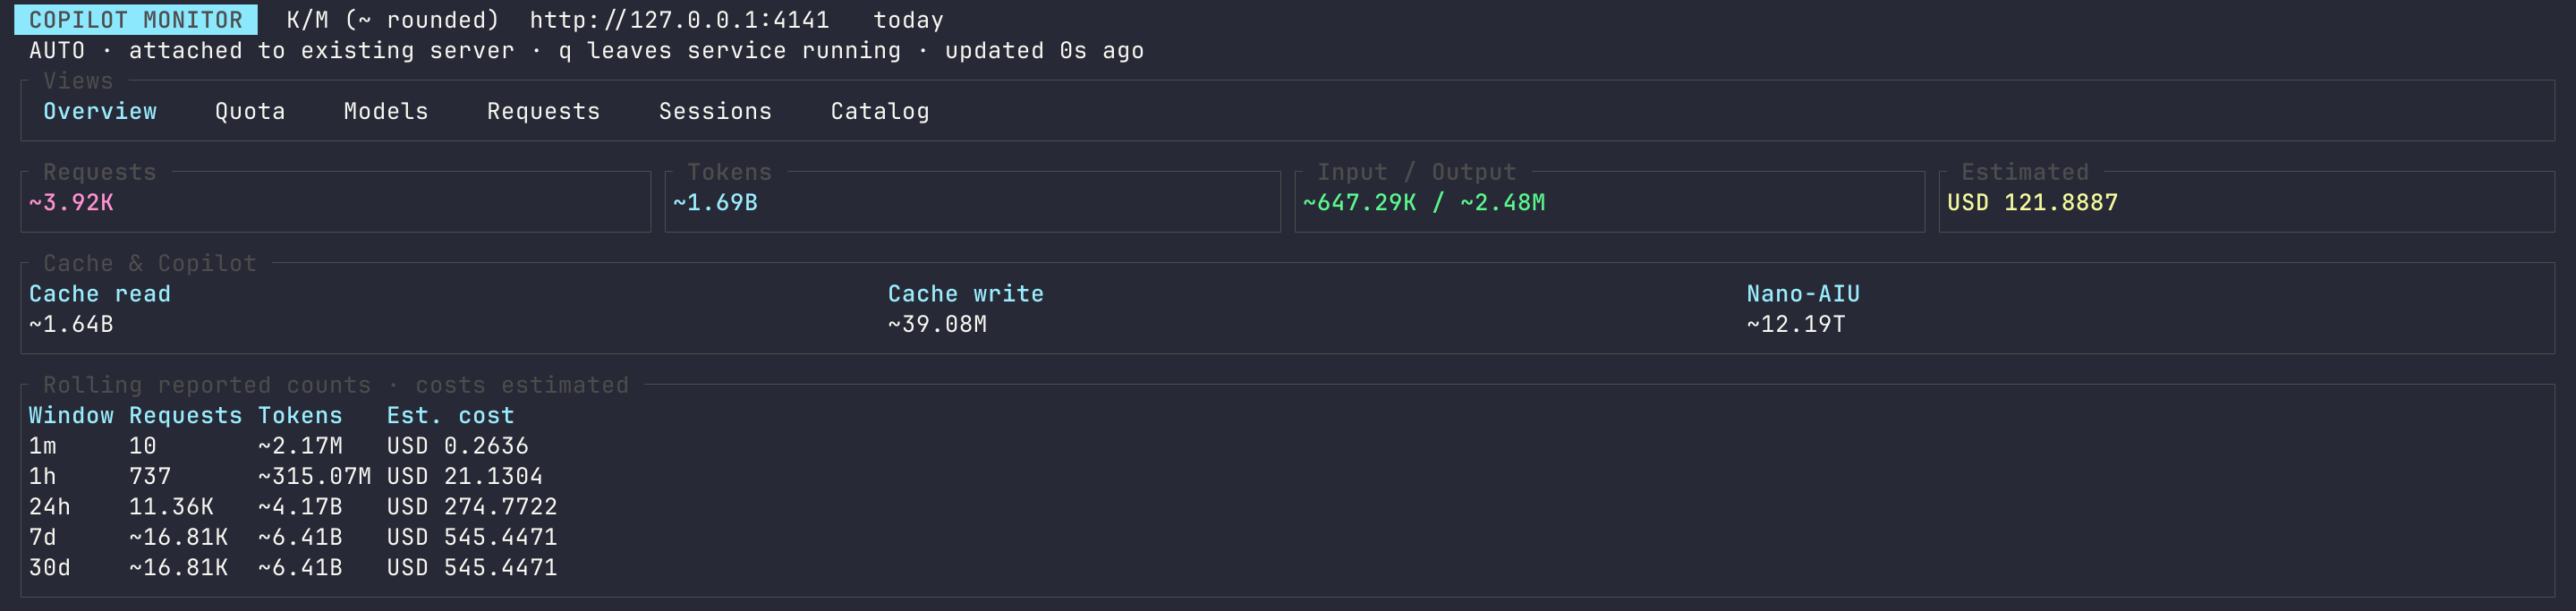 COPILOT MONITOR K/M (~ rounded) http://127.0.0.1:4141 today
AUTO · attached to existing server · q leaves service running · updated 0s ago
Views
Overview Quota Models Requests Sessions Catalog
Requests Tokens Input / Output Estimated
~3.92K ~1.69B ~647.29K / ~2.48M USD 121.8887
Cache & Copilot
Cache read Cache write Nano-AIU
~1.64B ~39.08M ~12.19T
Rolling reported counts · costs estimated
Window Requests Tokens Est. cost
1m 10 ~2.17M USD 0.2636
1h 737 ~315.07M USD 21.1304
24h 11.36K ~4.17B USD 274.7722
7d ~16.81K ~6.41B USD 545.4471
30d ~16.81K ~6.41B USD 545.4471